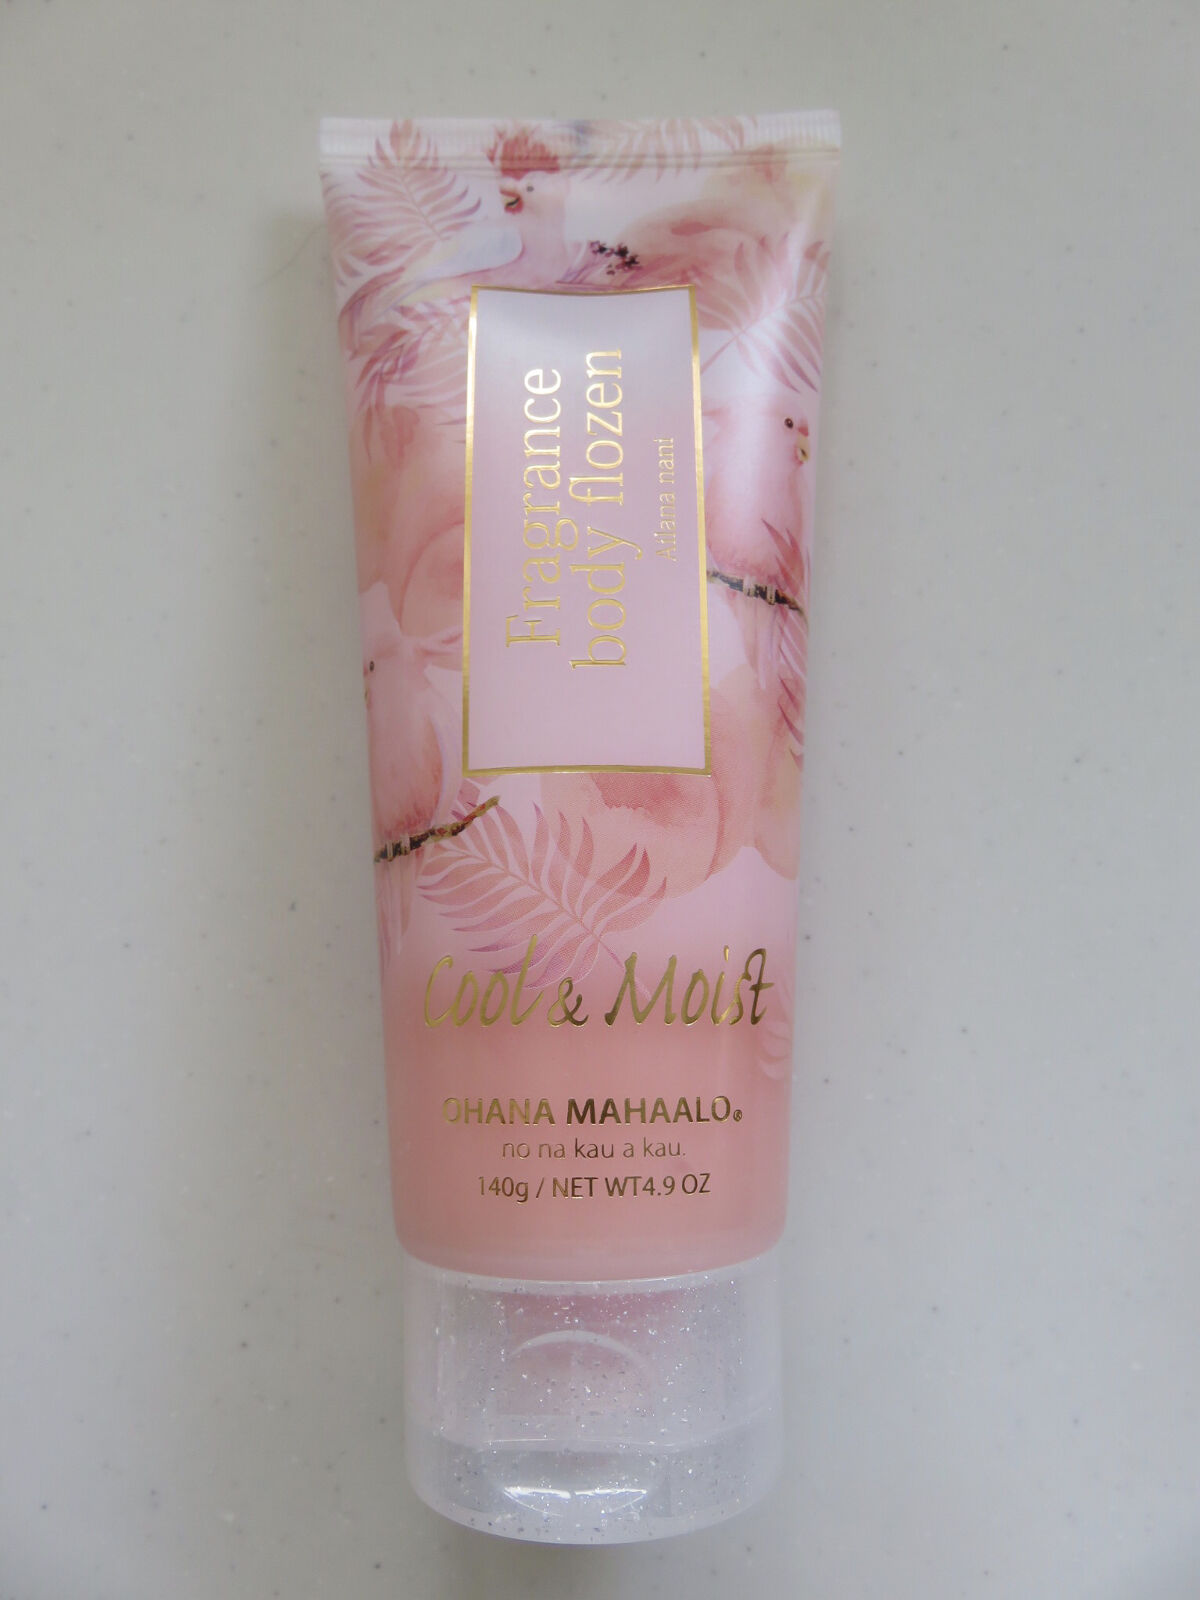 Fragrance
body flozen
Ailana nani
Cool & Moist
OHANA MAHAALO®
no na kau a kau.
140g / NET WT4.9 OZ